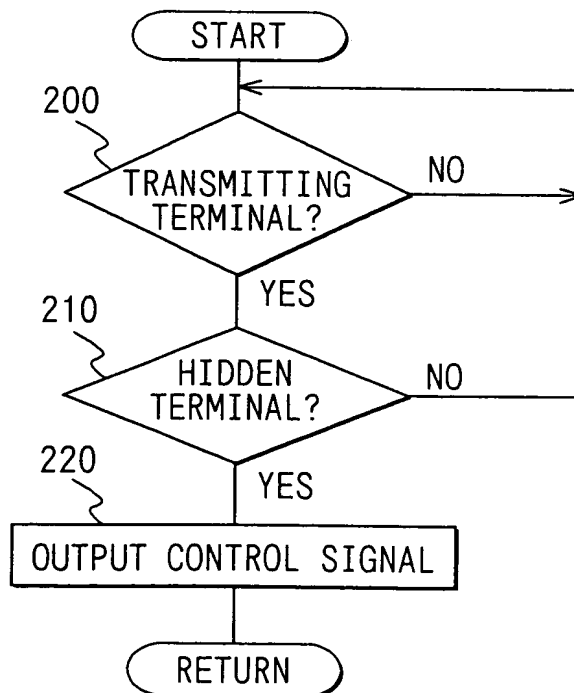 START
200
TRANSMITTING
TERMINAL?
NO
YES
210
HIDDEN
TERMINAL?
NO
YES
220
OUTPUT CONTROL SIGNAL
RETURN